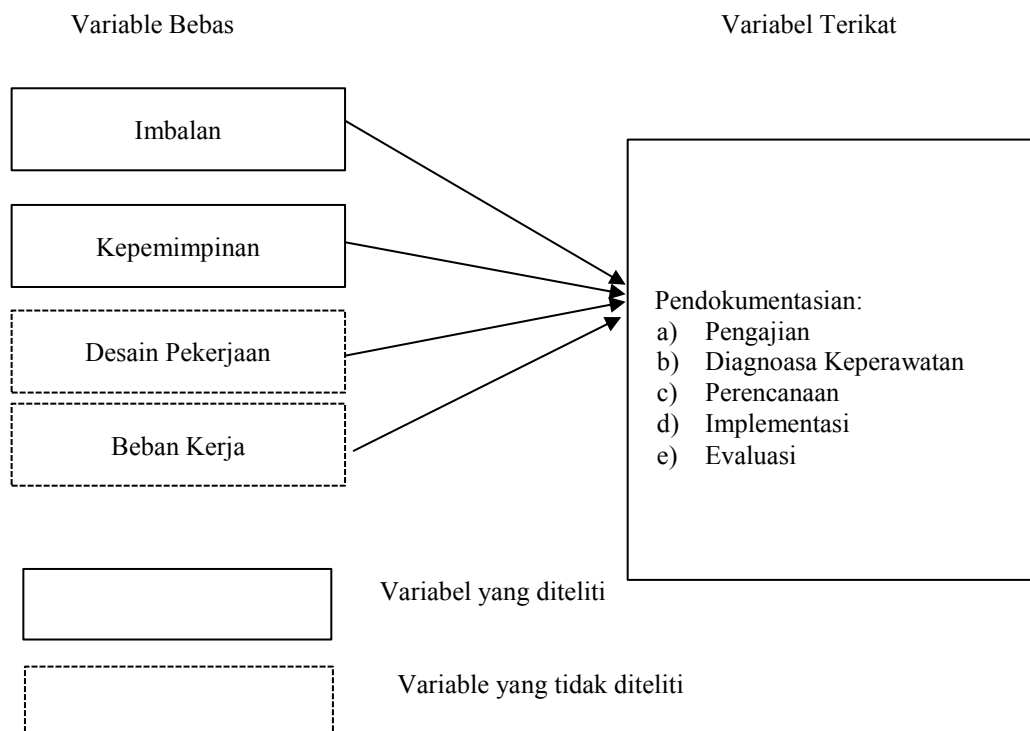 Variable Bebas
Variabel Terikat
Imbalan
Kepemimpinan
Desain Pekerjaan
Beban Kerja
Pendokumentasian:
a) Pengajian
b) Diagnoasa Keperawatan
c) Perencanaan
d) Implementasi
e) Evaluasi
Variabel yang diteliti
Variable yang tidak diteliti